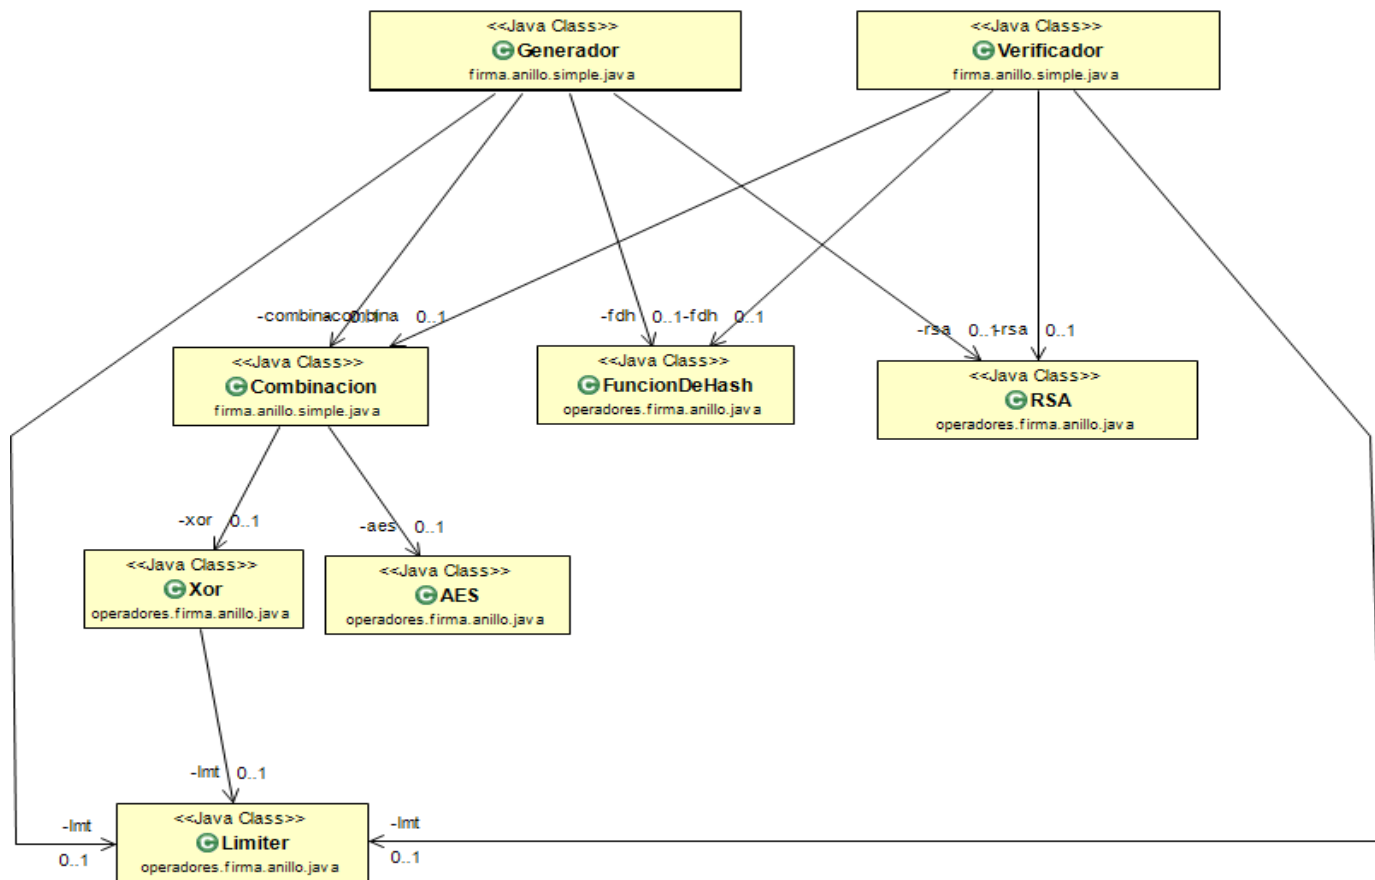 <<Java Class>>
Generador
firma.anillo.simple.java
<<Java Class>>
Verificador
firma.anillo.simple.java
-combina 0..1
-combina 0..1
-fdh 0..1
-fdh 0..1
-rsa 0..1
-rsa 0..1
<<Java Class>>
Combinacion
firma.anillo.simple.java
<<Java Class>>
FuncionDeHash
operadores.firma.anillo.java
<<Java Class>>
RSA
operadores.firma.anillo.java
-xor 0..1
-aes 0..1
<<Java Class>>
Xor
operadores.firma.anillo.java
<<Java Class>>
AES
operadores.firma.anillo.java
-lmt 0..1
-lmt
0..1
<<Java Class>>
Limiter
operadores.firma.anillo.java
-lmt
0..1